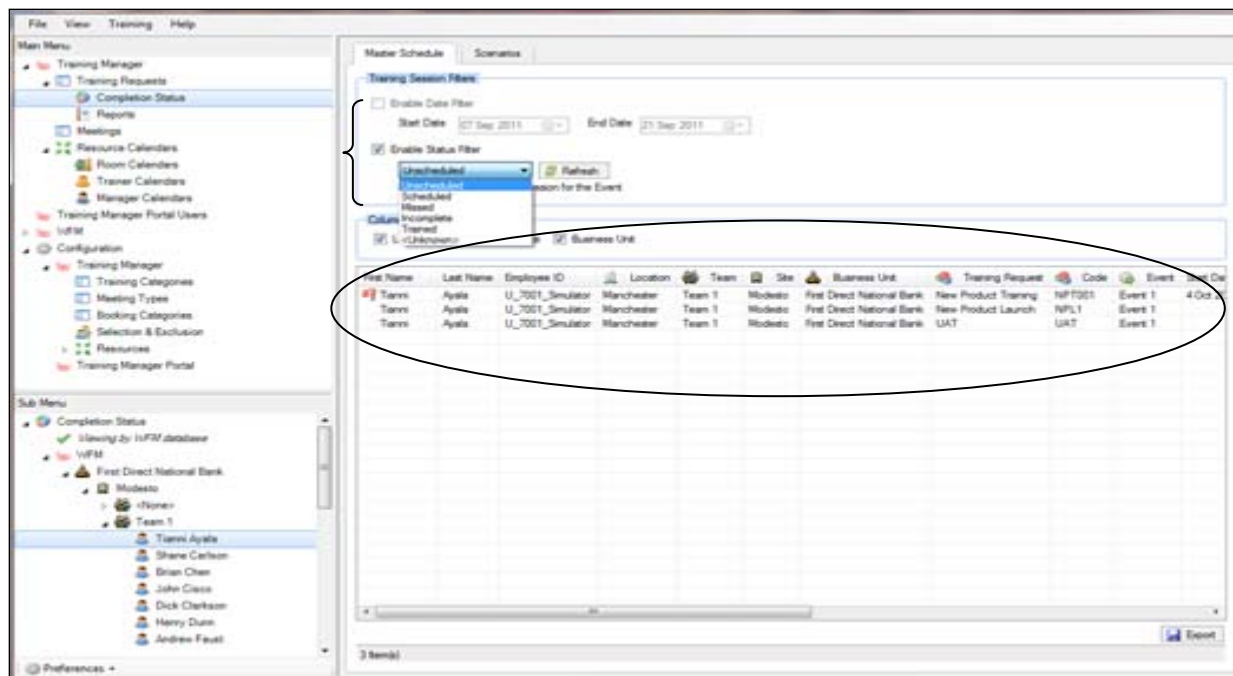 File View Training Help
Main Menu
Training Manager
Training Requests
Completion Status
Reports
Meetings
Resource Calendars
Room Calendars
Trainer Calendars
Manager Calendars
Training Manager Portal Users
WFM
Configuration
Training Manager
Training Categories
Meeting Types
Booking Categories
Selection & Exclusion
Resources
Training Manager Portal
Sub Menu
Completion Status
Viewing by WFM database
WFM
First Direct National Bank
Modesto
<None>
Team 1
Tianni Ayala
Shane Carlson
Brian Chen
John Cisco
Dick Clarkson
Henry Dunn
Andrew Faust
Preferences
Master Schedule Scenarios
Training Session Filters
Enable Date Filter
Start Date 07 Sep 2011 End Date 21 Sep 2011
Enable Status Filter
Unscheduled Refresh
Unscheduled for the Event
Scheduled
Missed
Incomplete
Trained
<Unknown> Business Unit
First Name Last Name Employee ID Location Team Site Business Unit Training Request Code Event
Tianni Ayala U_7001_Simulator Manchester Team 1 Modesto First Direct National Bank New Product Training NPT001 Event 1 4 Oct
Tianni Ayala U_7001_Simulator Manchester Team 1 Modesto First Direct National Bank New Product Launch NPL1 Event 1
Tianni Ayala U_7001_Simulator Manchester Team 1 Modesto First Direct National Bank UAT UAT Event 1
Export
3 Item(s)